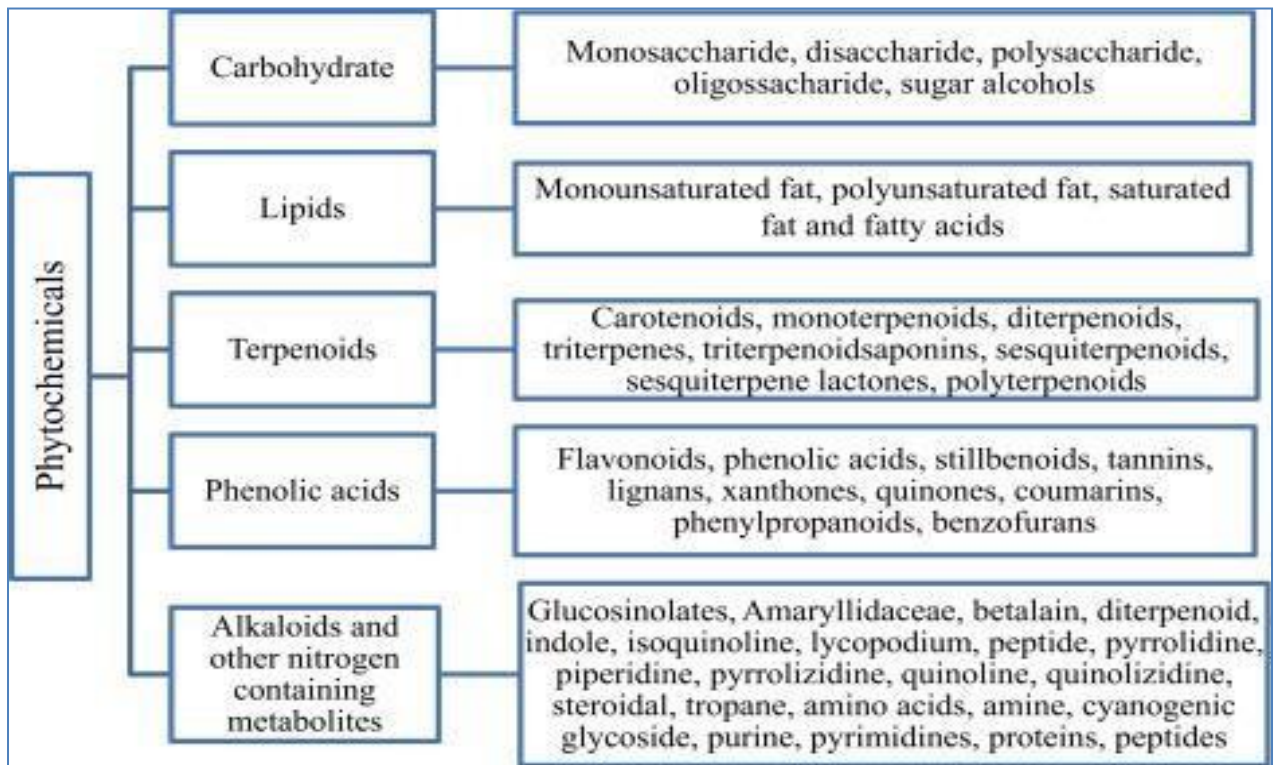 Phytochemicals
Carbohydrate
Monosaccharide, disaccharide, polysaccharide,
oligossacharide, sugar alcohols
Lipids
Monounsaturated fat, polyunsaturated fat, saturated
fat and fatty acids
Terpenoids
Carotenoids, monoterpenoids, diterpenoids,
triterpenes, triterpenoidsaponins, sesquiterpenoids,
sesquiterpene lactones, polyterpenoids
Phenolic acids
Flavonoids, phenolic acids, stillbenoids, tannins,
lignans, xanthones, quinones, coumarins,
phenylpropanoids, benzofurans
Alkaloids and
other nitrogen
containing
metabolites
Glucosinolates, Amaryllidaceae, betalain, diterpenoid,
indole, isoquinoline, lycopodium, peptide, pyrrolidine,
piperidine, pyrrolizidine, quinoline, quinolizidine,
steroidal, tropane, amino acids, amine, cyanogenic
glycoside, purine, pyrimidines, proteins, peptides